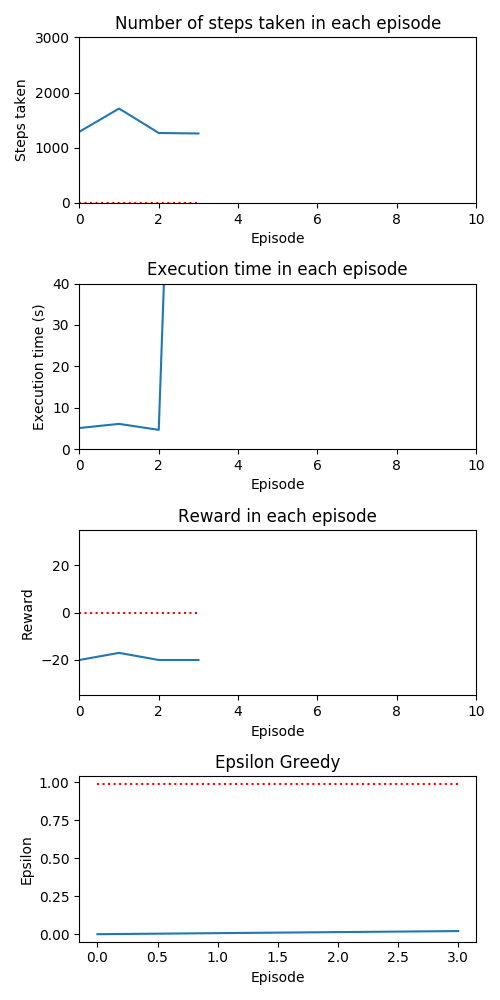 Number of steps taken in each episode
3000
2000
1000
0
Steps taken
0 2 4 6 8 10
Episode
Execution time in each episode
40
30
20
10
0
Execution time (s)
0 2 4 6 8 10
Episode
Reward in each episode
20
0
−20
Reward
0 2 4 6 8 10
Episode
Epsilon Greedy
1.00
0.75
0.50
0.25
0.00
Epsilon
0.0 0.5 1.0 1.5 2.0 2.5 3.0
Episode